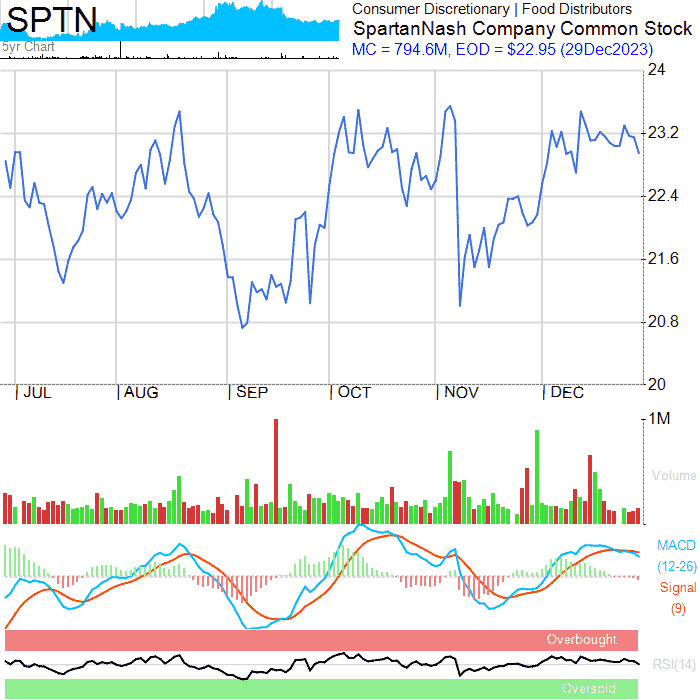 SPTN
5yr Chart
Consumer Discretionary | Food Distributors
SpartanNash Company Common Stock
MC = 794.6M, EOD = $22.95 (29Dec2023)
24
23.2
22.4
21.6
20.8
20
JUL
AUG
SEP
OCT
NOV
DEC
1M
Volume
MACD
(12-26)
Signal
(9)
Overbought
RSI(14)
Oversold